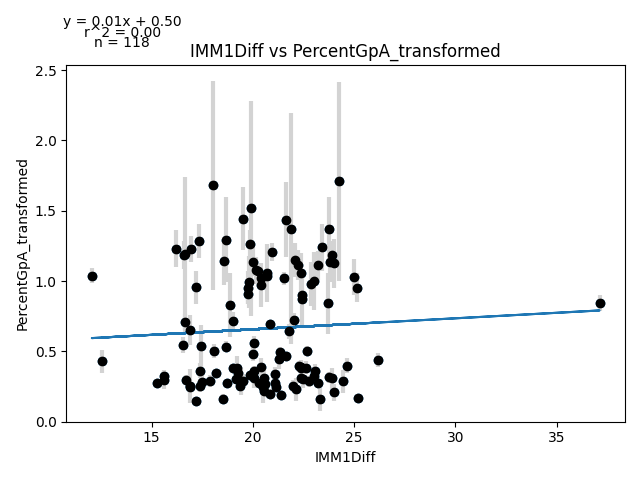 y = 0.01x + 0.50
r^2 = 0.00
n = 118
IMM1Diff vs PercentGpA_transformed
PercentGpA_transformed
2.5
2.0
1.5
1.0
0.5
0.0
15
20
25
30
35
IMM1Diff